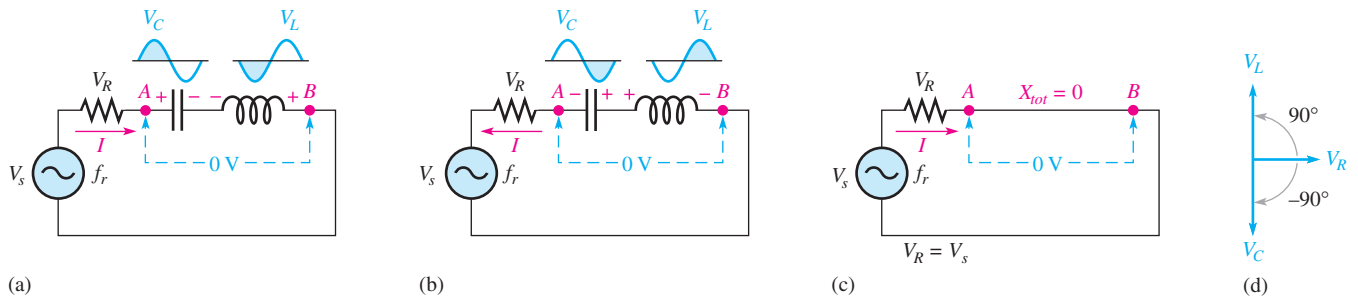 V_C
V_L
V_R
A + − − + B
I
0 V
V_s
f_r
(a)
V_C
V_L
V_R
A − + + − B
I
0 V
V_s
f_r
(b)
V_R
A
X_tot = 0
B
I
0 V
V_s
f_r
V_R = V_s
(c)
V_L
90°
V_R
–90°
V_C
(d)